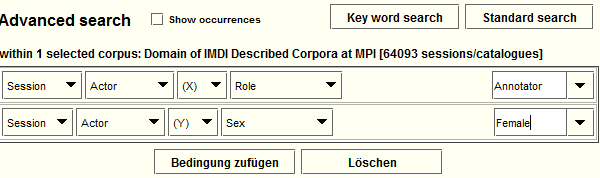 Advanced search Show occurrences Key word search Standard search
within 1 selected corpus: Domain of IMDI Described Corpora at MPI [64093 sessions/catalogues]
Session Actor (X) Role Annotator
Session Actor (Y) Sex Female
Bedingung zufügen Löschen